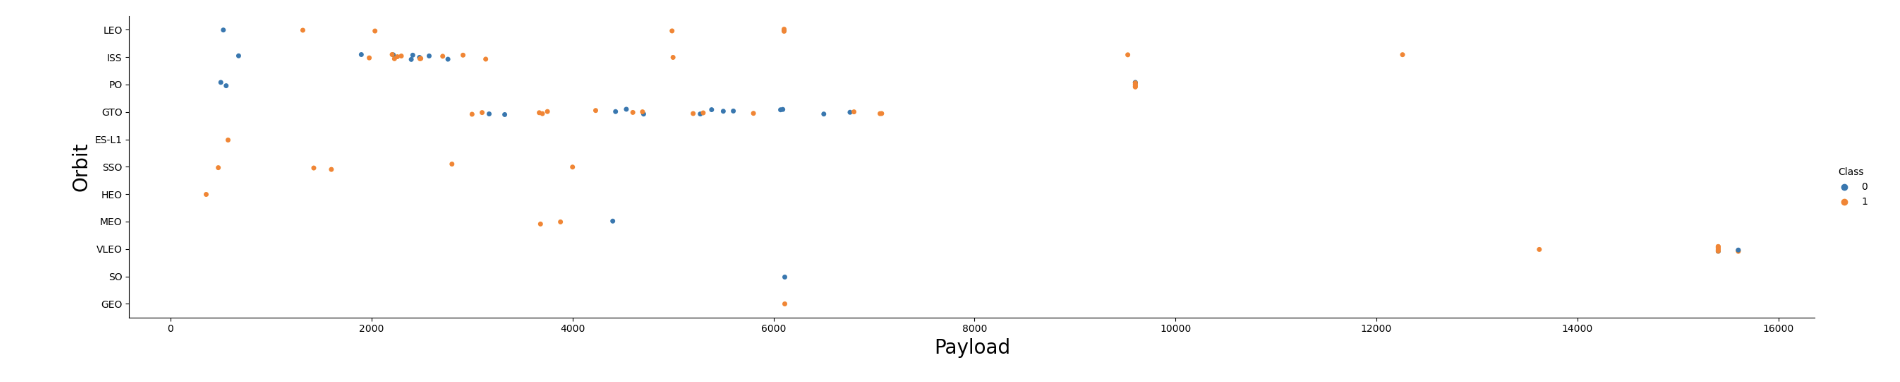 LEO
ISS
PO
GTO
ES-L1
SSO
HEO
MEO
VLEO
SO
GEO
Orbit
0 2000 4000 6000 8000 10000 12000 14000 16000
Payload
Class
0
1